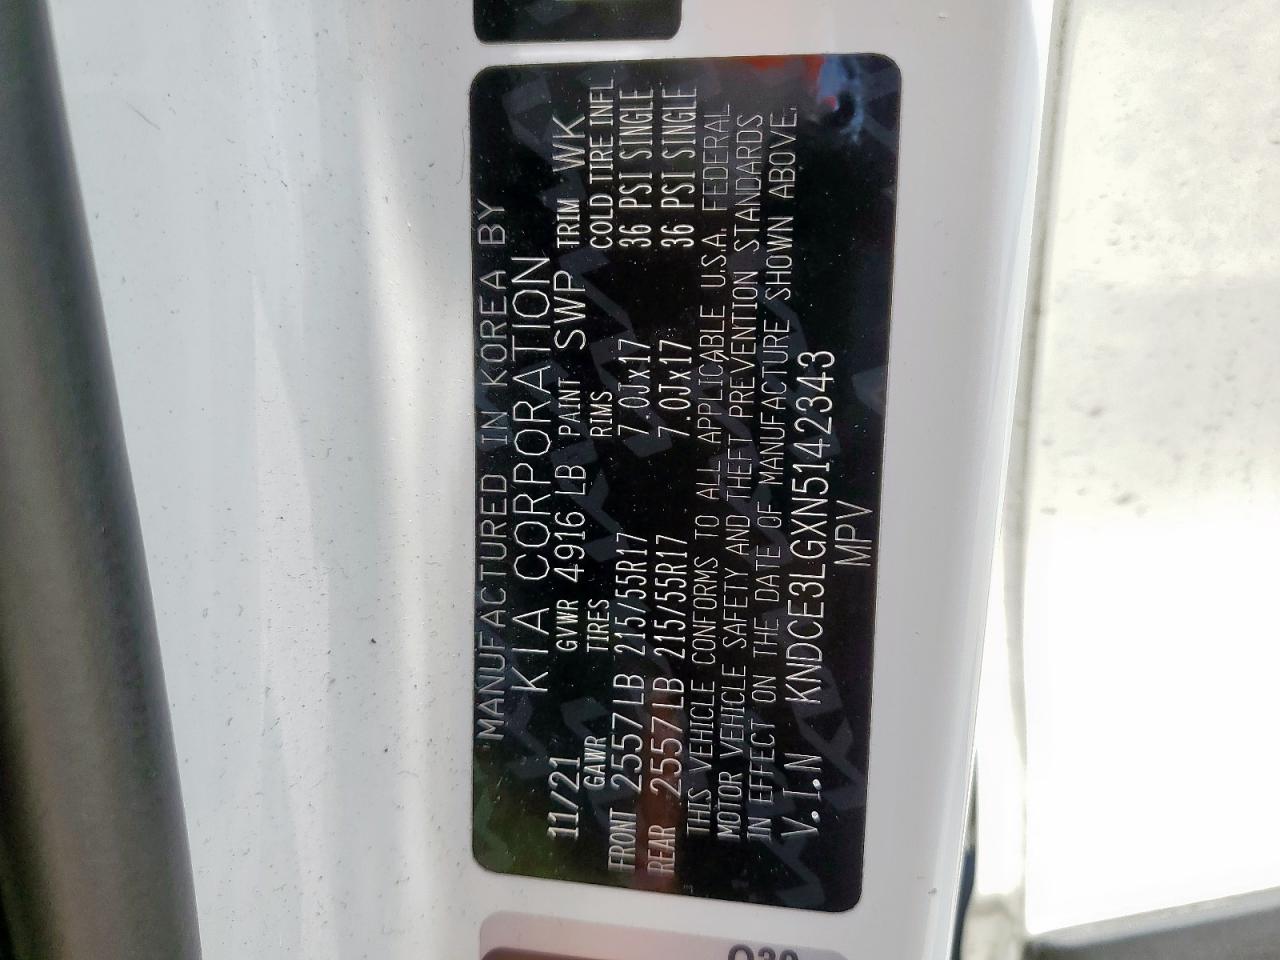 MANUFACTURED IN KOREA BY
KIA CORPORATION
11/21 GVWR 4916LB PAINT SWP TRIM WK
GAWR TIRES RIMS COLD TIRE INFL
FRONT 2557LB 215/55R17 7.0Jx17 36 PSI SINGLE
REAR 2557LB 215/55R17 7.0Jx17 36 PSI SINGLE
THIS VEHICLE CONFORMS TO ALL APPLICABLE U.S.A. FEDERAL
MOTOR VEHICLE SAFETY AND THEFT PREVENTION STANDARDS
IN EFFECT ON THE DATE OF MANUFACTURE SHOWN ABOVE.
V.I.N KNDCE3LGXN5142343
MPV